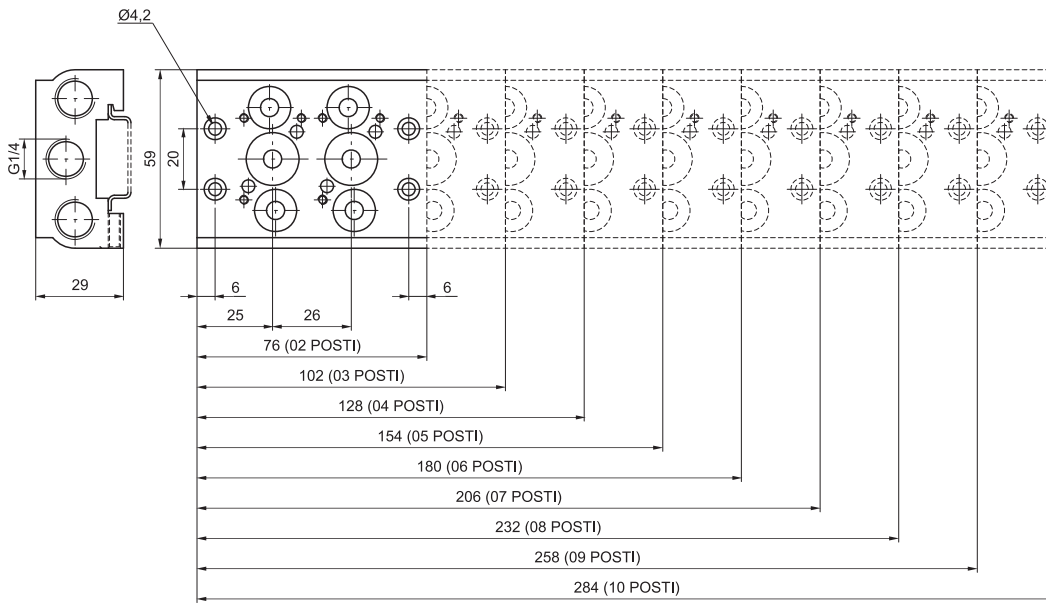 Ø4,2
G1/4
59
20
29
6
6
25
26
76 (02 POSTI)
102 (03 POSTI)
128 (04 POSTI)
154 (05 POSTI)
180 (06 POSTI)
206 (07 POSTI)
232 (08 POSTI)
258 (09 POSTI)
284 (10 POSTI)